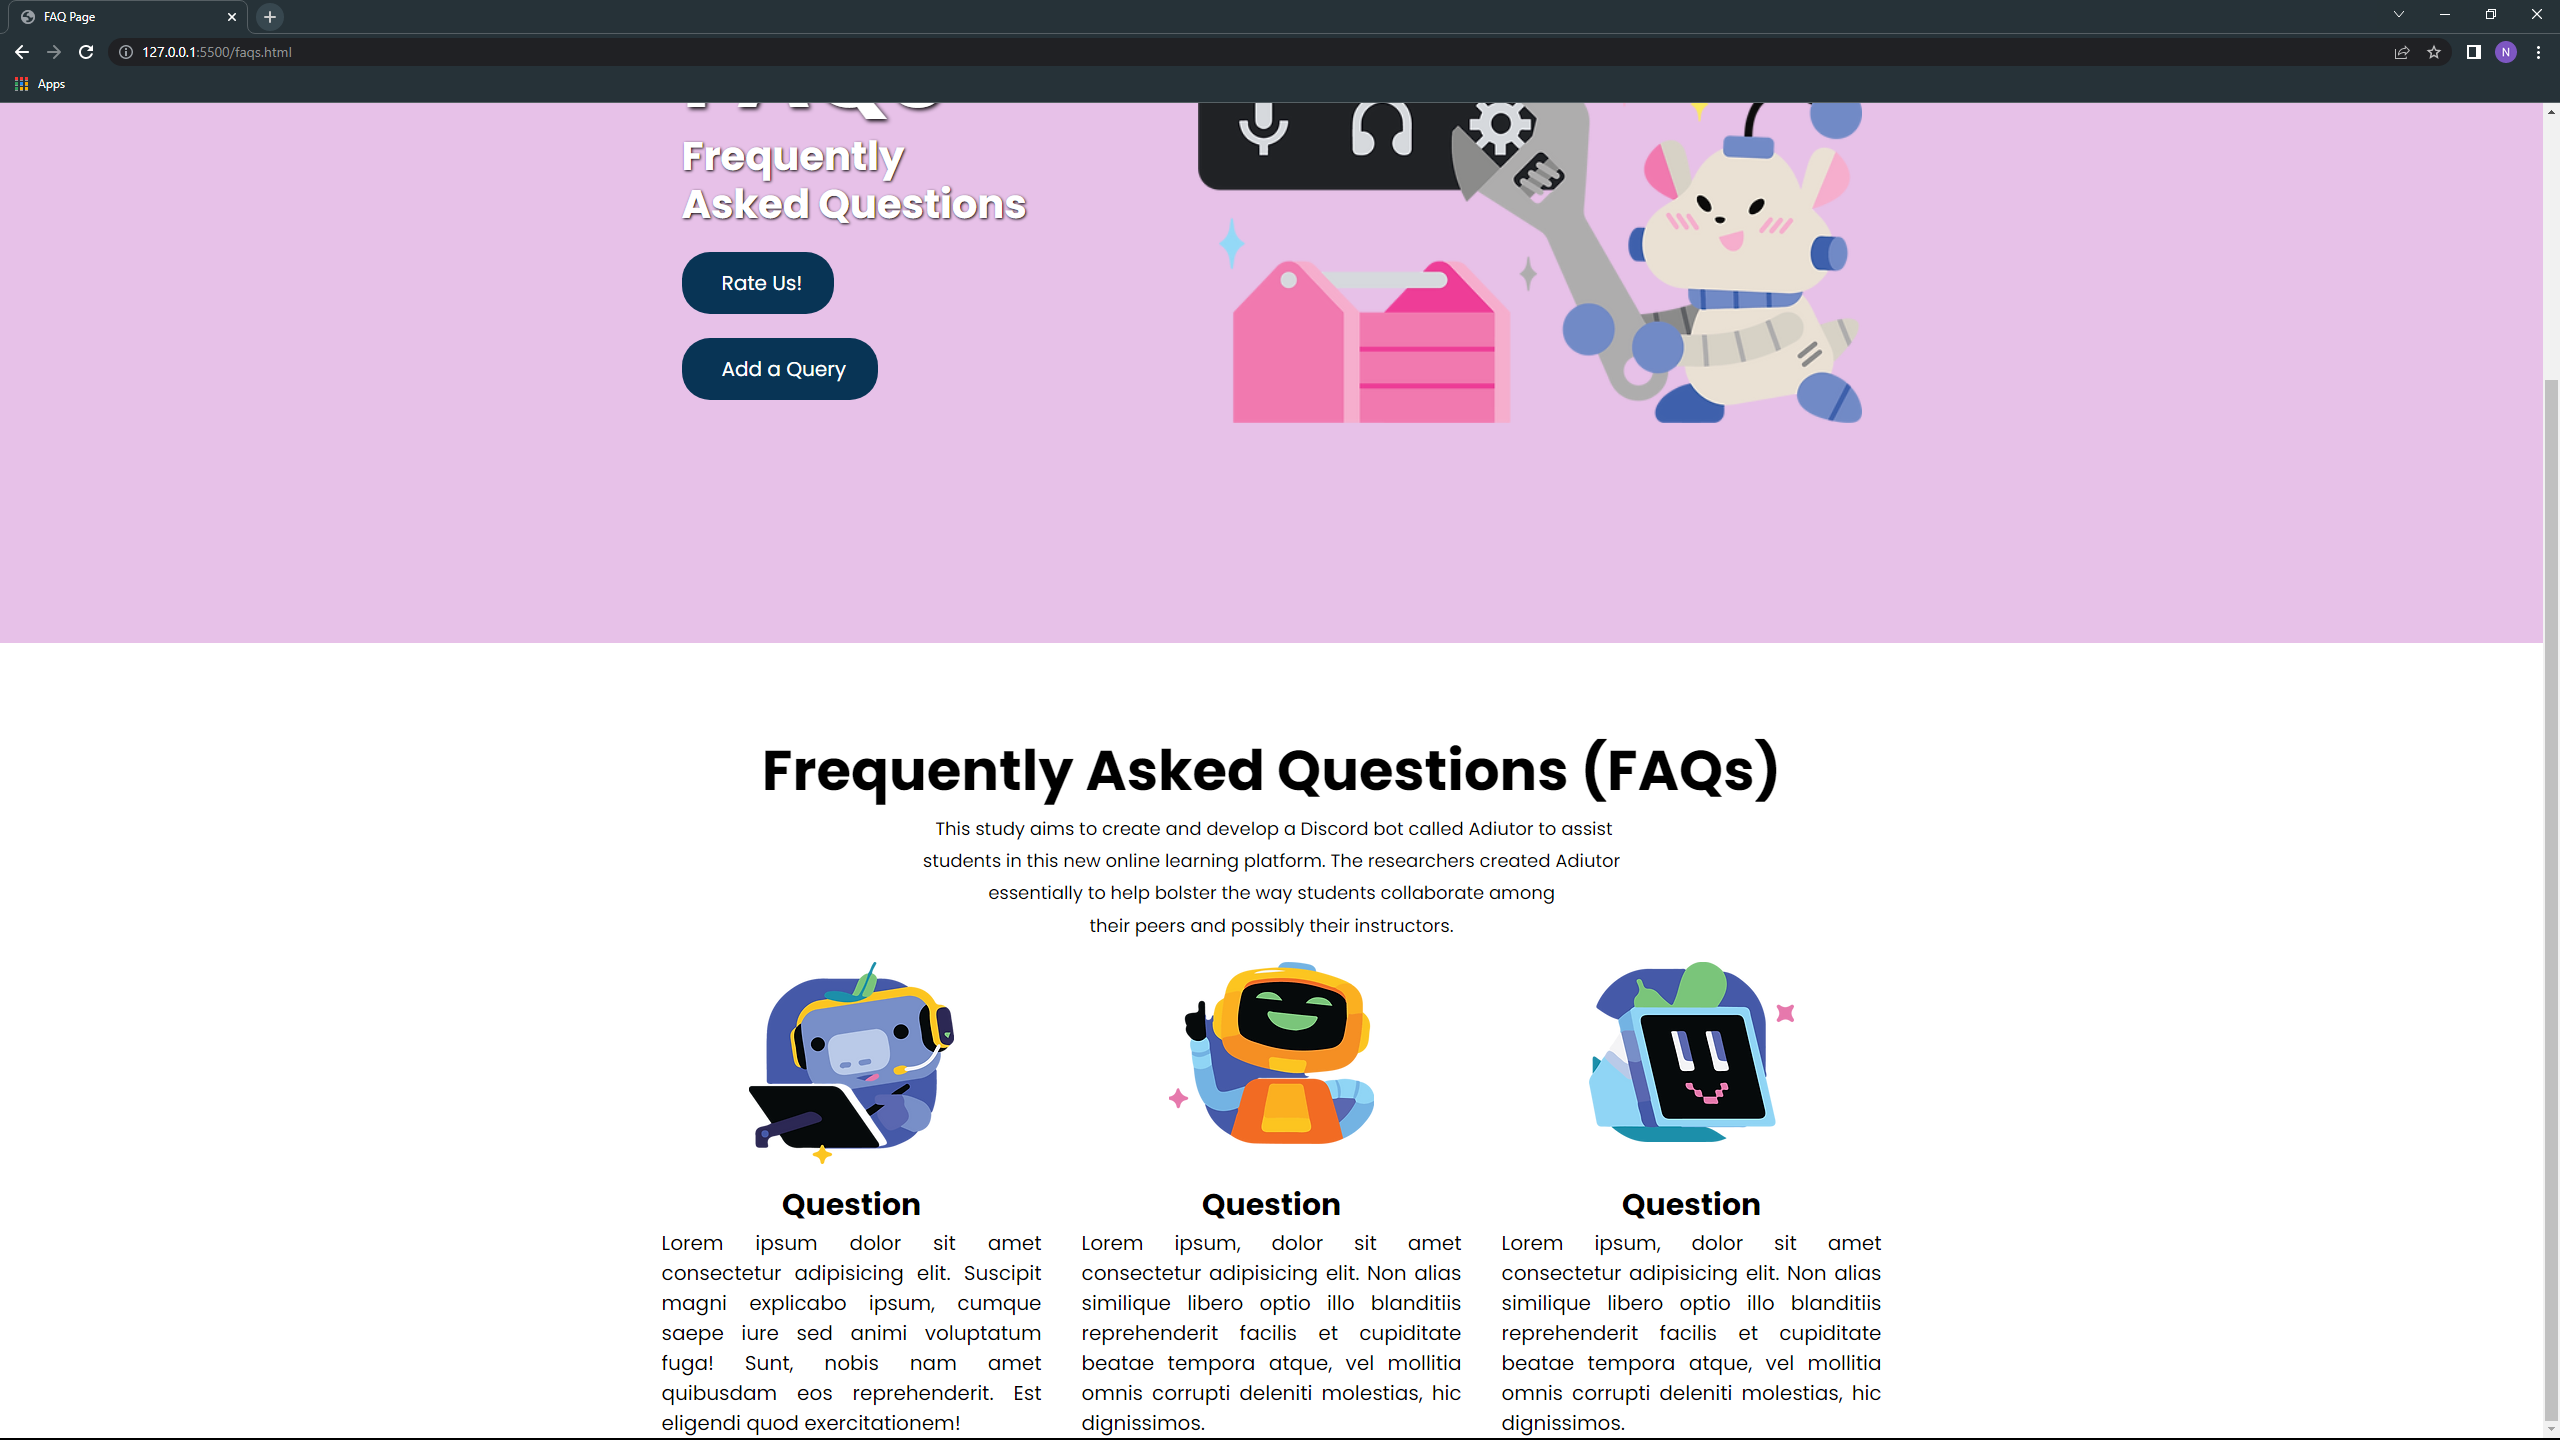 FAQ Page
127.0.0.1:5500/faqs.html
Apps
FAQs
Frequently
Asked Questions
Rate Us!
Add a Query
Frequently Asked Questions (FAQs)
This study aims to create and develop a Discord bot called Adiutor to assist
students in this new online learning platform. The researchers created Adiutor
essentially to help bolster the way students collaborate among
their peers and possibly their instructors.
Question
Lorem ipsum dolor sit amet
consectetur adipisicing elit. Suscipit
magni explicabo ipsum, cumque
saepe iure sed animi voluptatum
fuga! Sunt, nobis nam amet
quibusdam eos reprehenderit. Est
eligendi quod exercitationem!
Question
Lorem ipsum, dolor sit amet
consectetur adipisicing elit. Non alias
similique libero optio illo blanditiis
reprehenderit facilis et cupiditate
beatae tempora atque, vel mollitia
omnis corrupti deleniti molestias, hic
dignissimos.
Question
Lorem ipsum, dolor sit amet
consectetur adipisicing elit. Non alias
similique libero optio illo blanditiis
reprehenderit facilis et cupiditate
beatae tempora atque, vel mollitia
omnis corrupti deleniti molestias, hic
dignissimos.
N